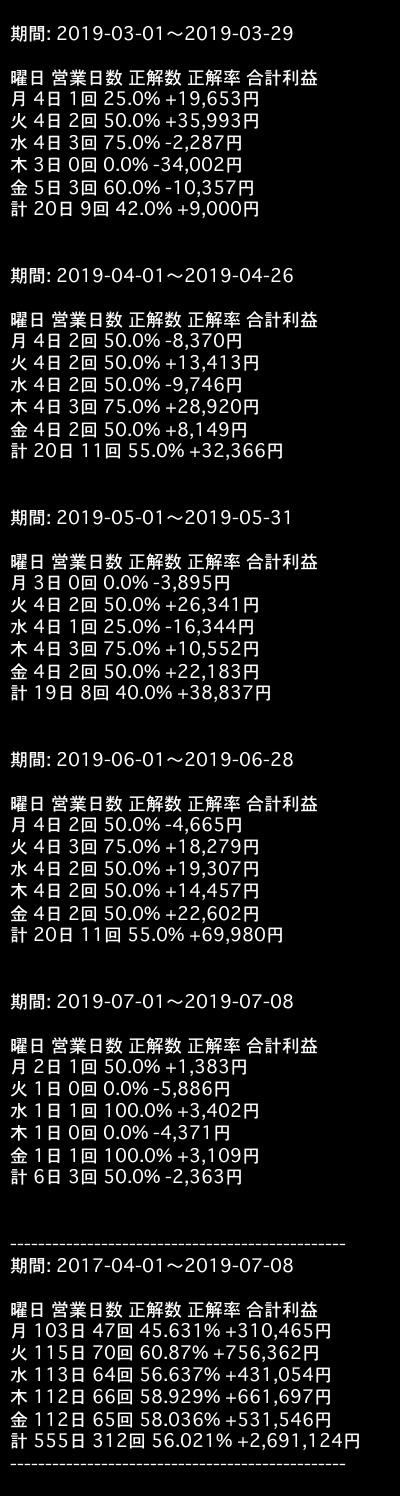 期間: 2019-03-01〜2019-03-29
曜日 営業日数 正解数 正解率 合計利益
月 4日 1回 25.0% +19,653円
火 4日 2回 50.0% +35,993円
水 4日 3回 75.0% -2,287円
木 3日 0回 0.0% -34,002円
金 5日 3回 60.0% -10,357円
計 20日 9回 42.0% +9,000円
期間: 2019-04-01〜2019-04-26
曜日 営業日数 正解数 正解率 合計利益
月 4日 2回 50.0% -8,370円
火 4日 2回 50.0% +13,413円
水 4日 2回 50.0% -9,746円
木 4日 3回 75.0% +28,920円
金 4日 2回 50.0% +8,149円
計 20日 11回 55.0% +32,366円
期間: 2019-05-01〜2019-05-31
曜日 営業日数 正解数 正解率 合計利益
月 3日 0回 0.0% -3,895円
火 4日 2回 50.0% +26,341円
水 4日 1回 25.0% -16,344円
木 4日 3回 75.0% +10,552円
金 4日 2回 50.0% +22,183円
計 19日 8回 40.0% +38,837円
期間: 2019-06-01〜2019-06-28
曜日 営業日数 正解数 正解率 合計利益
月 4日 2回 50.0% -4,665円
火 4日 3回 75.0% +18,279円
水 4日 2回 50.0% +19,307円
木 4日 2回 50.0% +14,457円
金 4日 2回 50.0% +22,602円
計 20日 11回 55.0% +69,980円
期間: 2019-07-01〜2019-07-08
曜日 営業日数 正解数 正解率 合計利益
月 2日 1回 50.0% +1,383円
火 1日 0回 0.0% -5,886円
水 1日 1回 100.0% +3,402円
木 1日 0回 0.0% -4,371円
金 1日 1回 100.0% +3,109円
計 6日 3回 50.0% -2,363円
------------------------------------------------
期間: 2017-04-01〜2019-07-08
曜日 営業日数 正解数 正解率 合計利益
月 103日 47回 45.631% +310,465円
火 115日 70回 60.87% +756,362円
水 113日 64回 56.637% +431,054円
木 112日 66回 58.929% +661,697円
金 112日 65回 58.036% +531,546円
計 555日 312回 56.021% +2,691,124円
------------------------------------------------